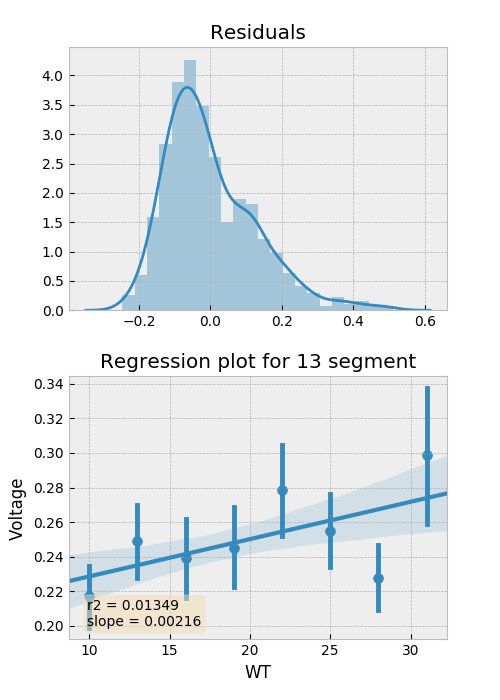 Residuals
4.0
3.5
3.0
2.5
2.0
1.5
1.0
0.5
0.0
−0.2 0.0 0.2 0.4 0.6
Regression plot for 13 segment
0.34
0.32
0.30
0.28
0.26
0.24
0.22
0.20
Voltage
r2 = 0.01349
slope = 0.00216
10 15 20 25 30
WT